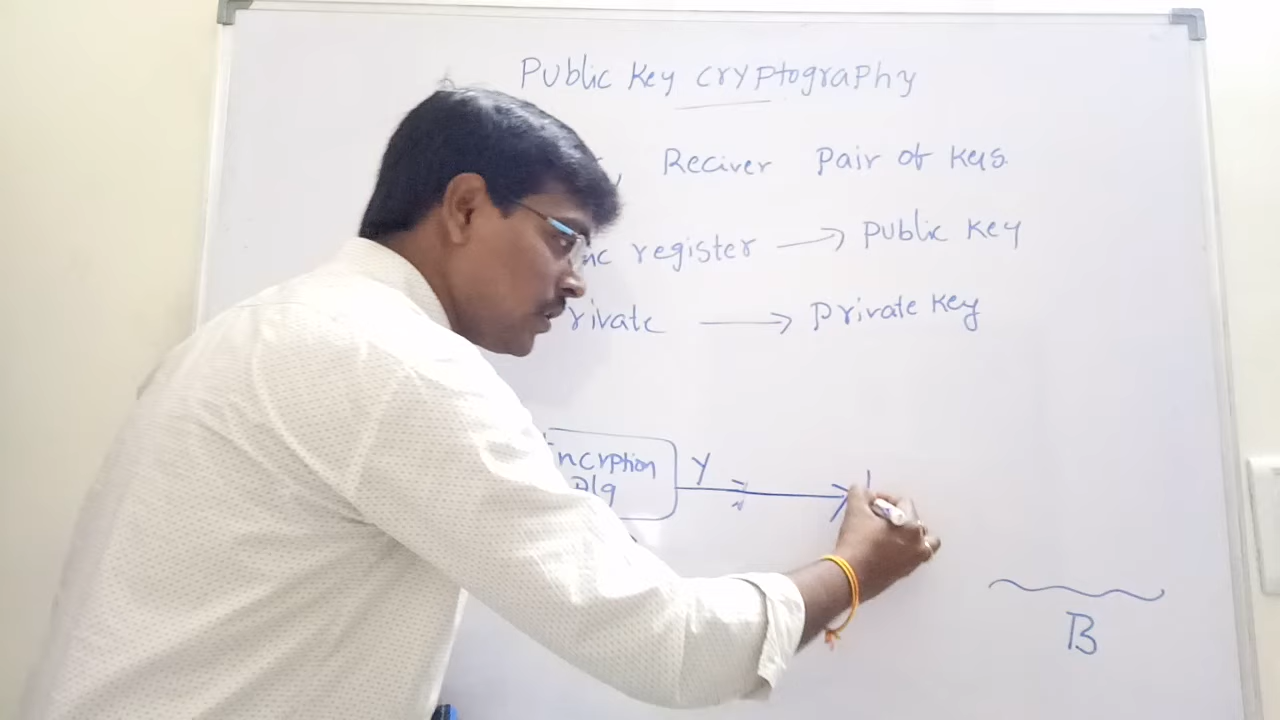 Public Key cryptography
Reciver Pair of Keys
register → Public Key
rivate → Private Key
ncrption Y
Alg
B